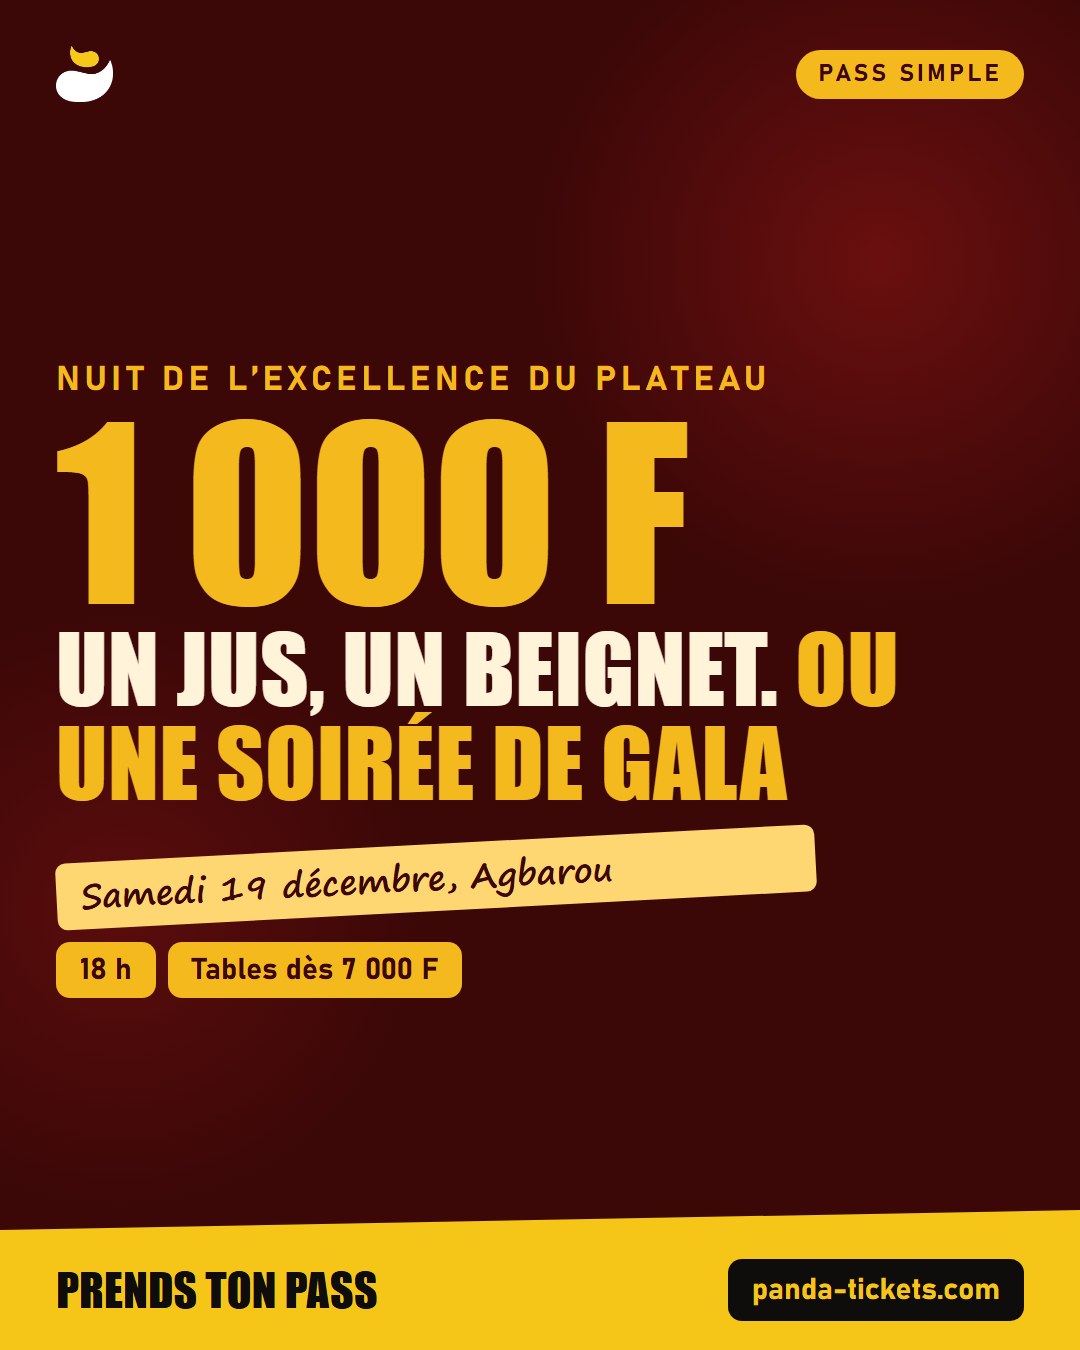 PASS SIMPLE
NUIT DE L’EXCELLENCE DU PLATEAU
1 000 F
UN JUS, UN BEIGNET. OU
UNE SOIRÉE DE GALA
Samedi 19 décembre, Agbarou
18 h
Tables dès 7 000 F
PRENDS TON PASS
panda-tickets.com